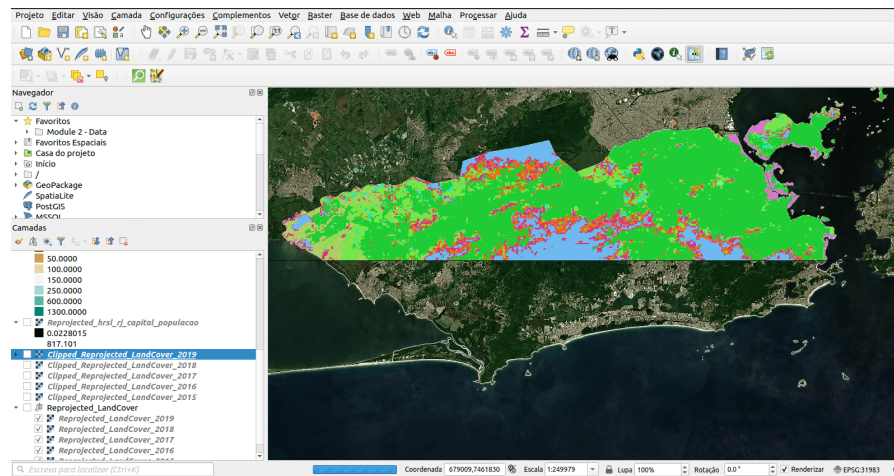 Projeto Editar Visão Camada Configurações Complementos Vetor Raster Base de dados Web Malha Processar Ajuda
Navegador
Favoritos
Module 2 - Data
Favoritos Espaciais
Casa do projeto
Início
/
GeoPackage
SpatiaLite
PostGIS
MSSQL
Camadas
50.0000
100.0000
150.0000
250.0000
600.0000
1300.0000
Reprojected_hrsl_rj_capital_populacao
0.0228015
817.101
Clipped_Reprojected_LandCover_2019
Clipped_Reprojected_LandCover_2018
Clipped_Reprojected_LandCover_2017
Clipped_Reprojected_LandCover_2016
Clipped_Reprojected_LandCover_2015
Reprojected_LandCover
Reprojected_LandCover_2019
Reprojected_LandCover_2018
Reprojected_LandCover_2017
Reprojected_LandCover_2016
Escreva para localizar (Ctrl+K)
Coordenada 679009,7461830 Escala 1:249979 Lupa 100% Rotação 0.0° Renderizar EPSG:31983